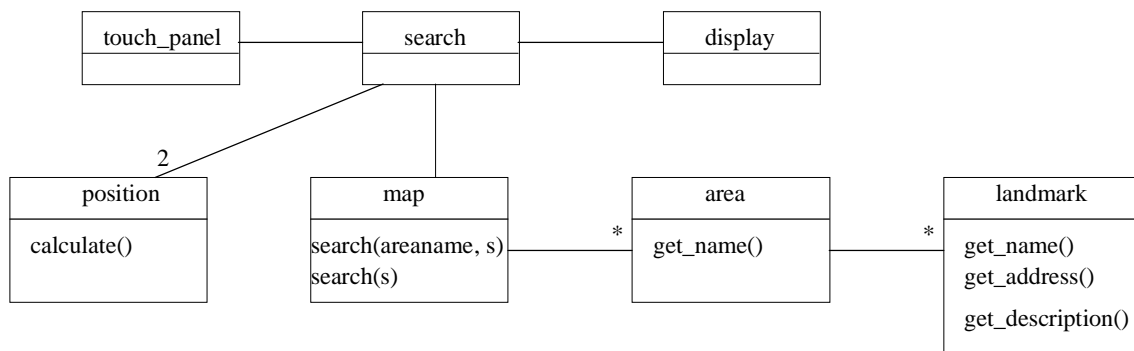 touch_panel
search
display
2
position
calculate()
map
search(areaname, s)
search(s)
*
area
get_name()
*
landmark
get_name()
get_address()
get_description()